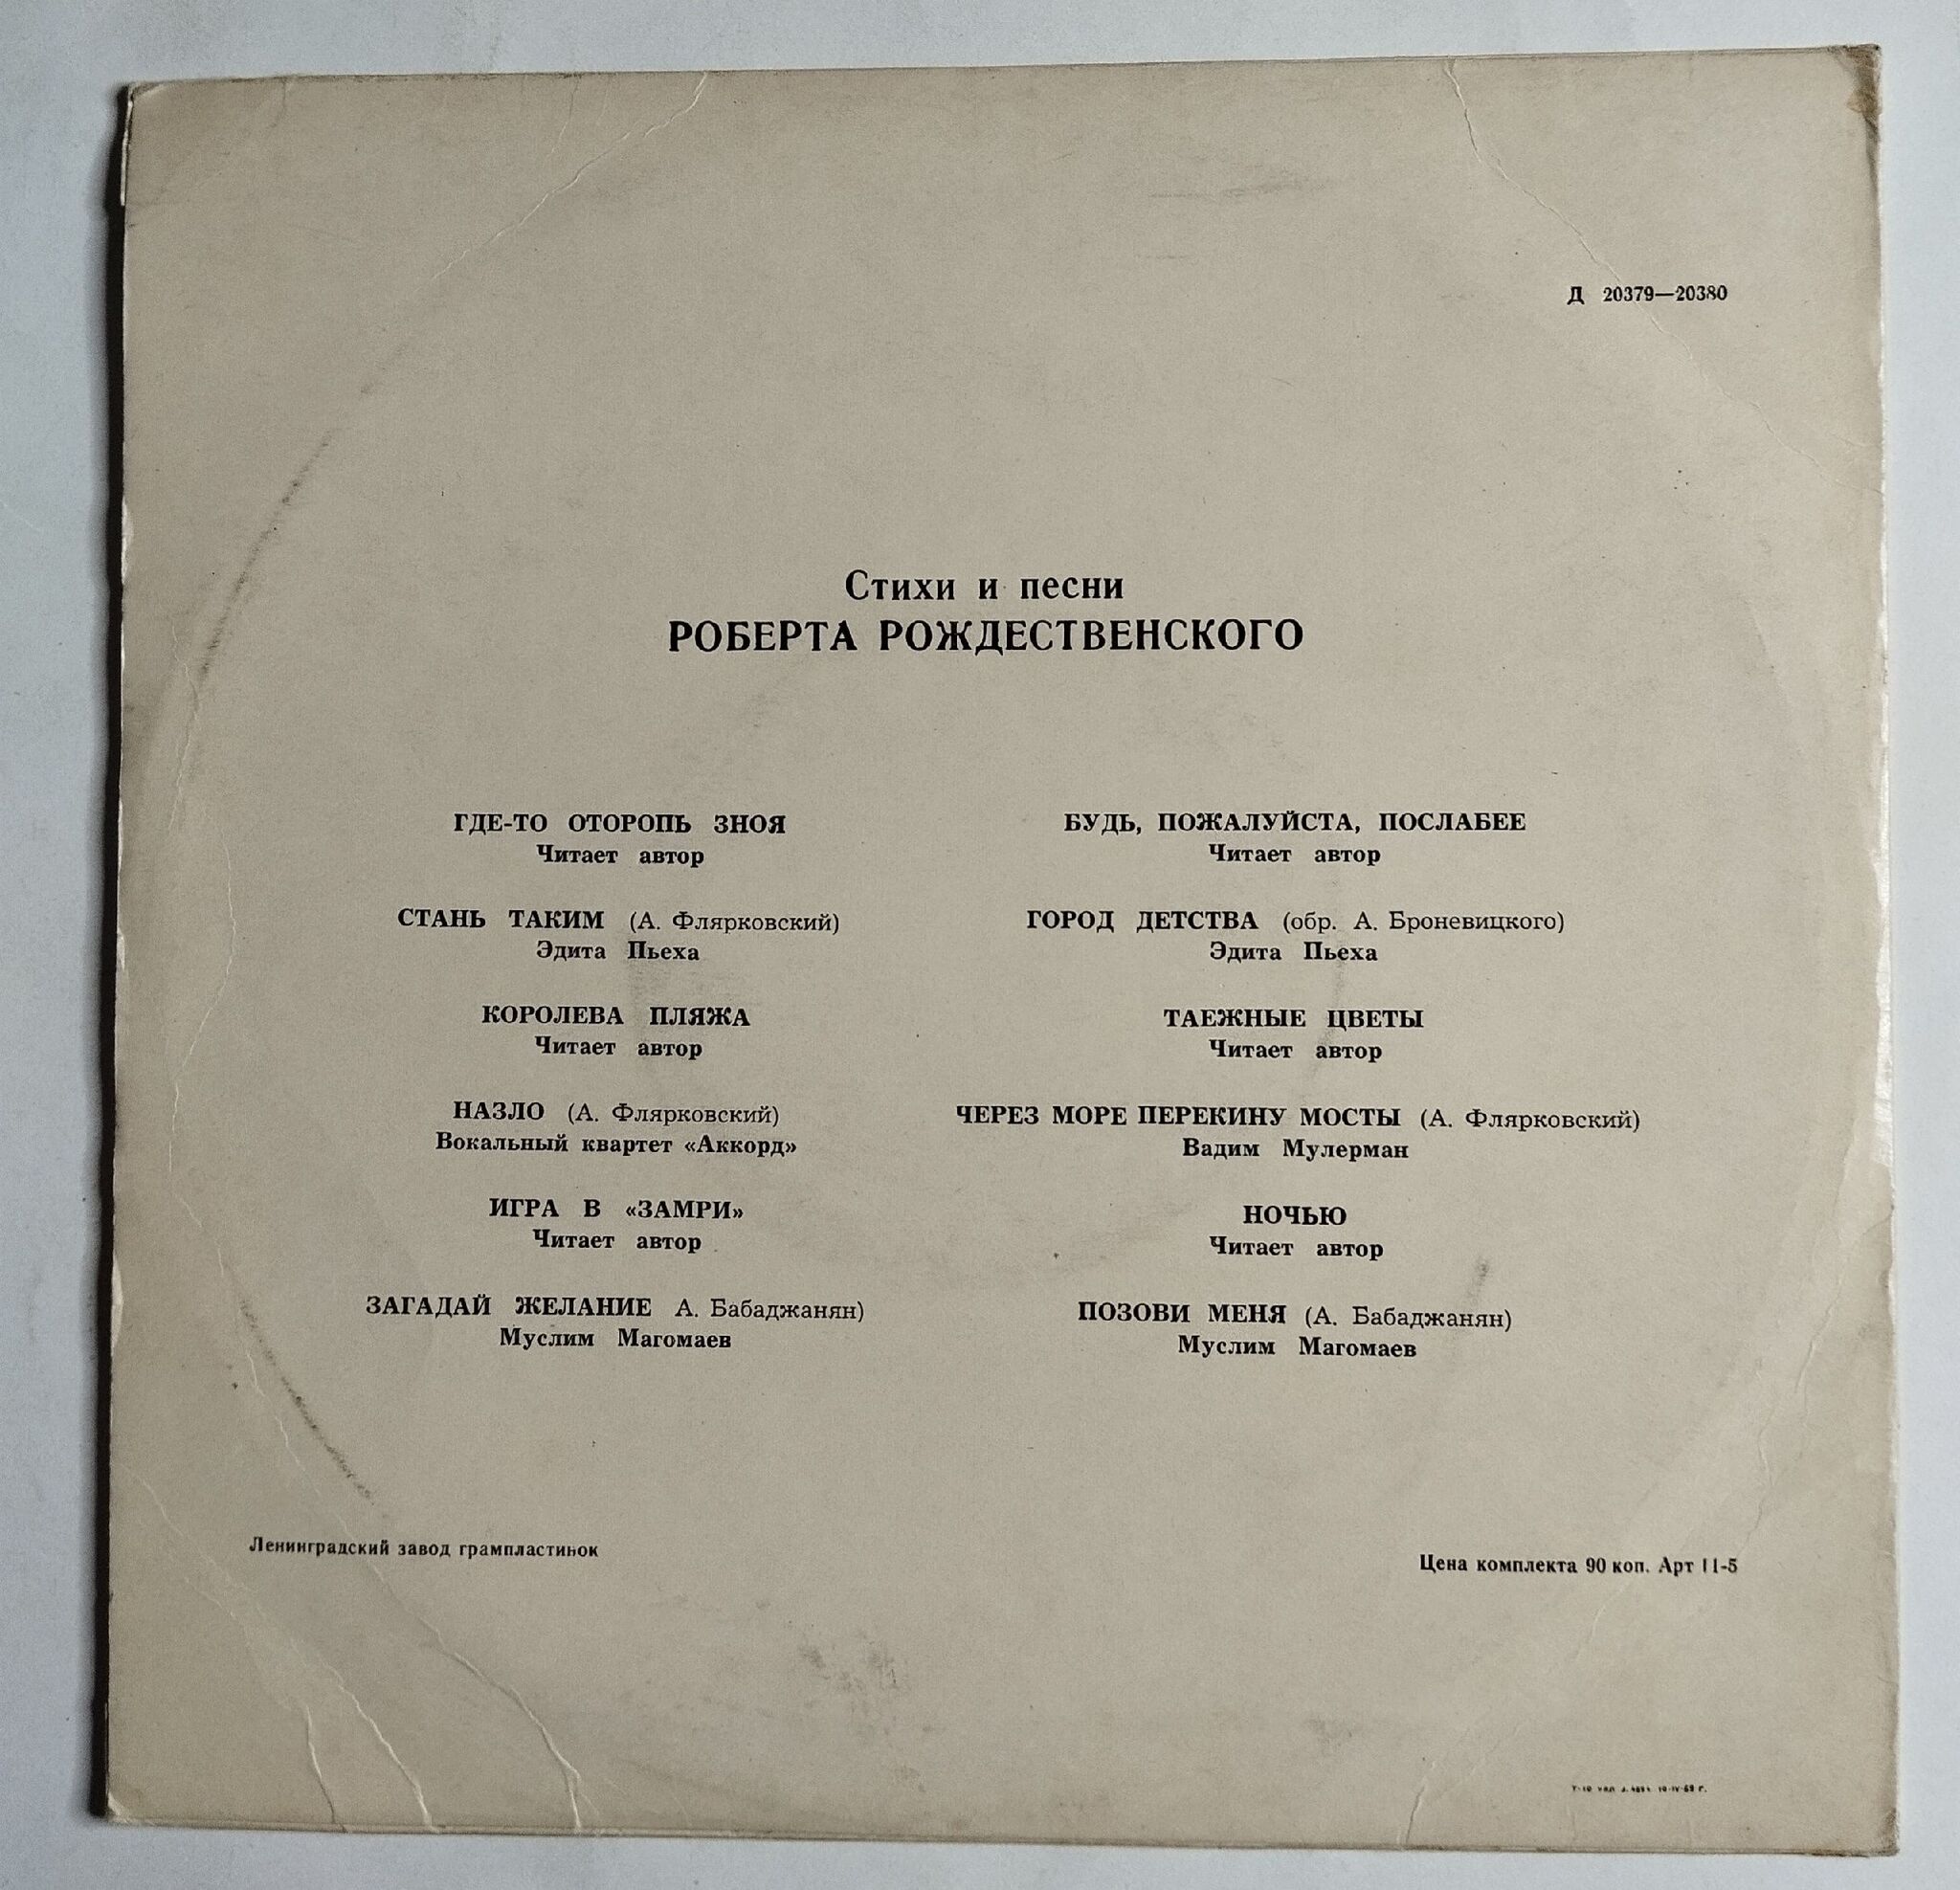 Д 20379—20380
Стихи и песни
РОБЕРТА РОЖДЕСТВЕНСКОГО
ГДЕ-ТО ОТОРОПЬ ЗНОЯ
Читает автор
СТАНЬ ТАКИМ (А. Флярковский)
Эдита Пьеха
КОРОЛЕВА ПЛЯЖА
Читает автор
НАЗЛО (А. Флярковский)
Вокальный квартет «Аккорд»
ИГРА В «ЗАМРИ»
Читает автор
ЗАГАДАЙ ЖЕЛАНИЕ А. Бабаджанян)
Муслим Магомаев
БУДЬ, ПОЖАЛУЙСТА, ПОСЛАБЕЕ
Читает автор
ГОРОД ДЕТСТВА (обр. А. Броневицкого)
Эдита Пьеха
ТАЕЖНЫЕ ЦВЕТЫ
Читает автор
ЧЕРЕЗ МОРЕ ПЕРЕКИНУ МОСТЫ (А. Флярковский)
Вадим Мулерман
НОЧЬЮ
Читает автор
ПОЗОВИ МЕНЯ (А. Бабаджанян)
Муслим Магомаев
Ленинградский завод грампластинок
Цена комплекта 90 коп. Арт 11-5